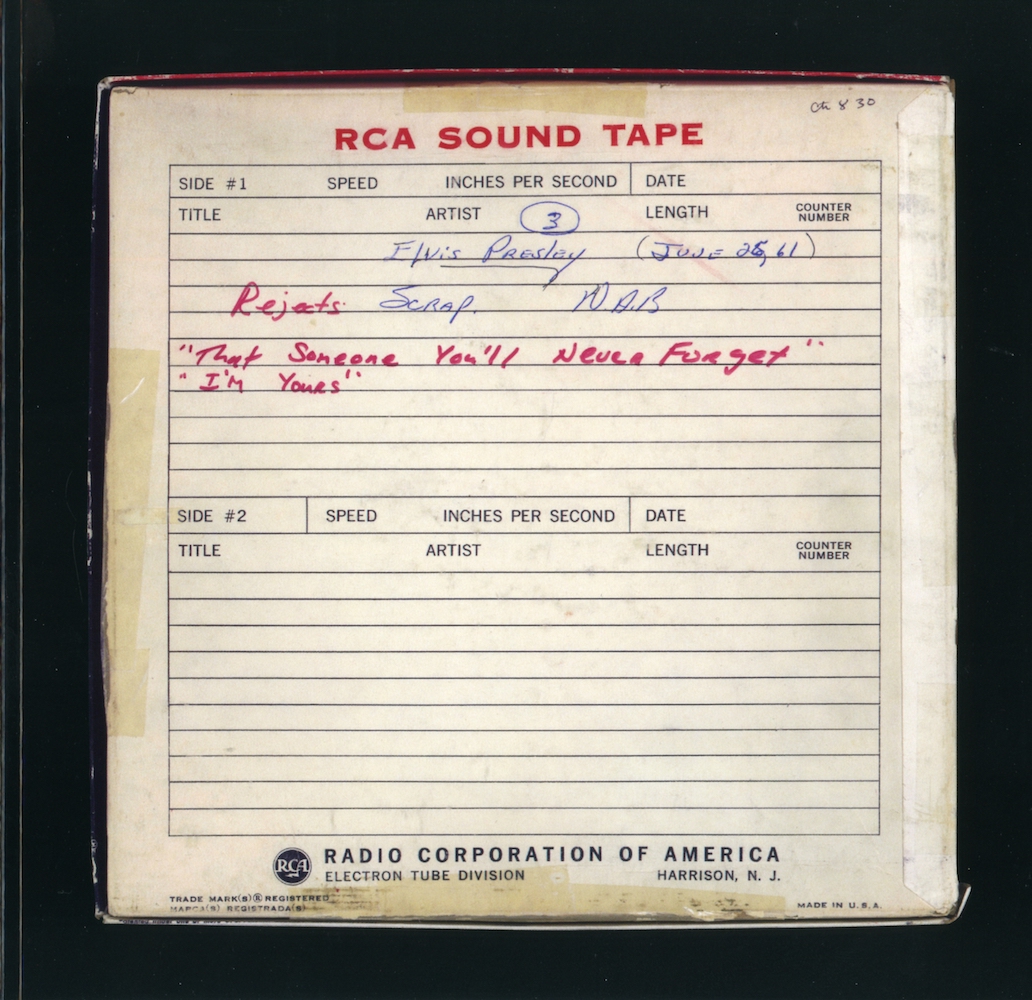 RCA SOUND TAPE
SIDE #1 SPEED INCHES PER SECOND DATE
TITLE ARTIST 3 LENGTH COUNTER NUMBER
Elvis Presley (June 25, 61)
Rejects Scrap. N.A.B
"That Someone You'll Never Forget"
"I'm Yours"
SIDE #2 SPEED INCHES PER SECOND DATE
TITLE ARTIST LENGTH COUNTER NUMBER
RCA RADIO CORPORATION OF AMERICA
ELECTRON TUBE DIVISION HARRISON, N. J.
TRADE MARK(S)® REGISTERED
MARCA(S) REGISTRADA(S)
MADE IN U.S.A.